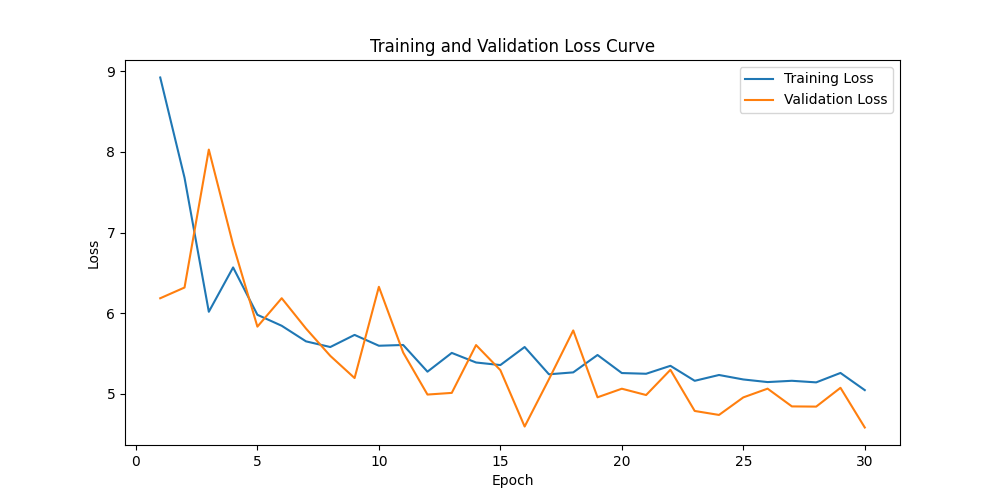 Training and Validation Loss Curve
Training Loss
Validation Loss
9
8
7
6
5
Loss
0 5 10 15 20 25 30
Epoch